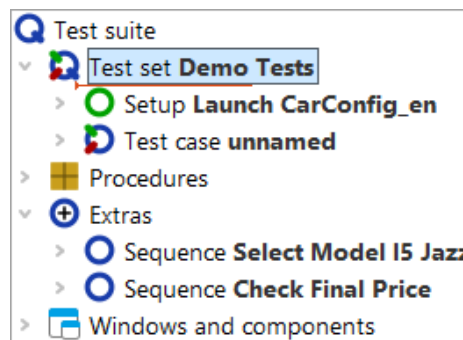 Test suite
Test set Demo Tests
Setup Launch CarConfig_en
Test case unnamed
Procedures
Extras
Sequence Select Model I5 Jazz
Sequence Check Final Price
Windows and components